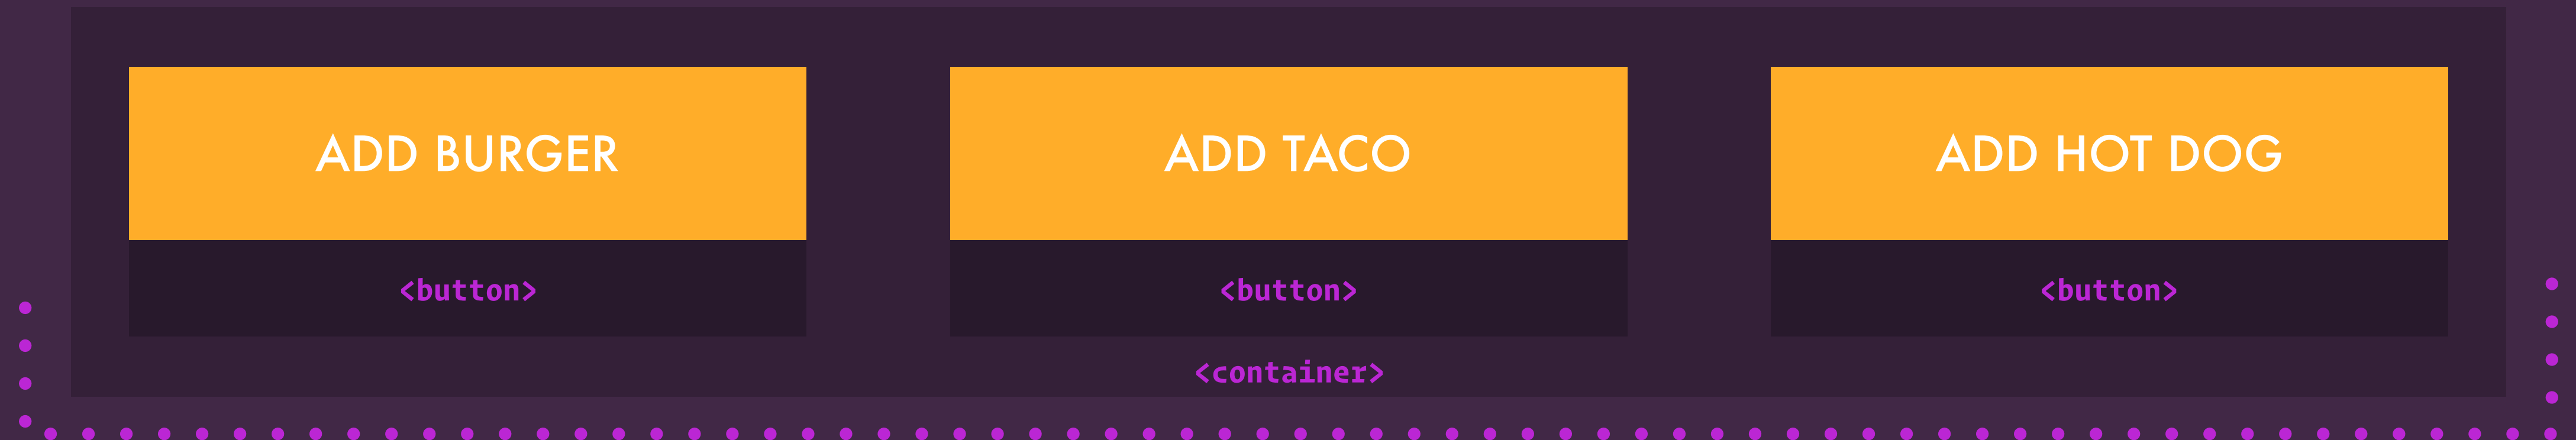 ADD BURGER
ADD TACO
ADD HOT DOG
<button>
<button>
<button>
<container>